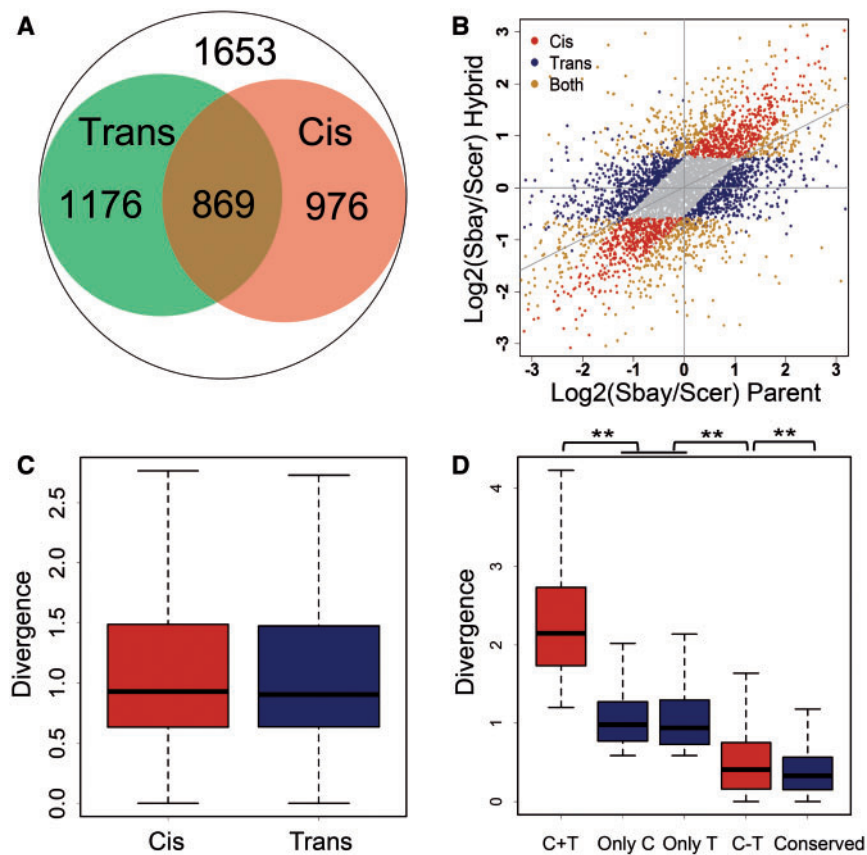 A
1653
Trans
Cis
1176
869
976
B
Cis
Trans
Both
Log2(Sbay/Scer) Hybrid
3
2
1
0
-1
-2
-3
-3
-2
-1
0
1
2
3
Log2(Sbay/Scer) Parent
C
Divergence
2.5
2.0
1.5
1.0
0.5
0.0
Cis
Trans
D
**
**
**
Divergence
4
3
2
1
0
C+T
Only C
Only T
C-T
Conserved